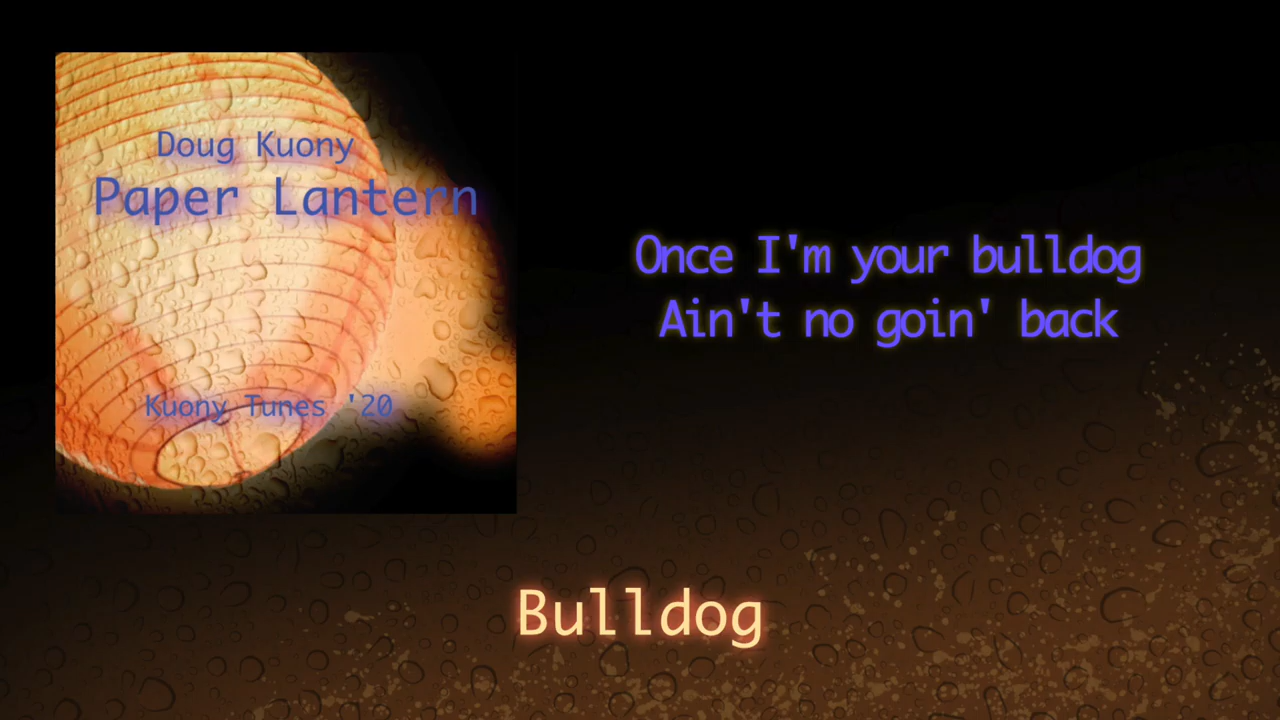 Doug Kuony
Paper Lantern
Kuony Tunes '20
Once I'm your bulldog
Ain't no goin' back
Bulldog